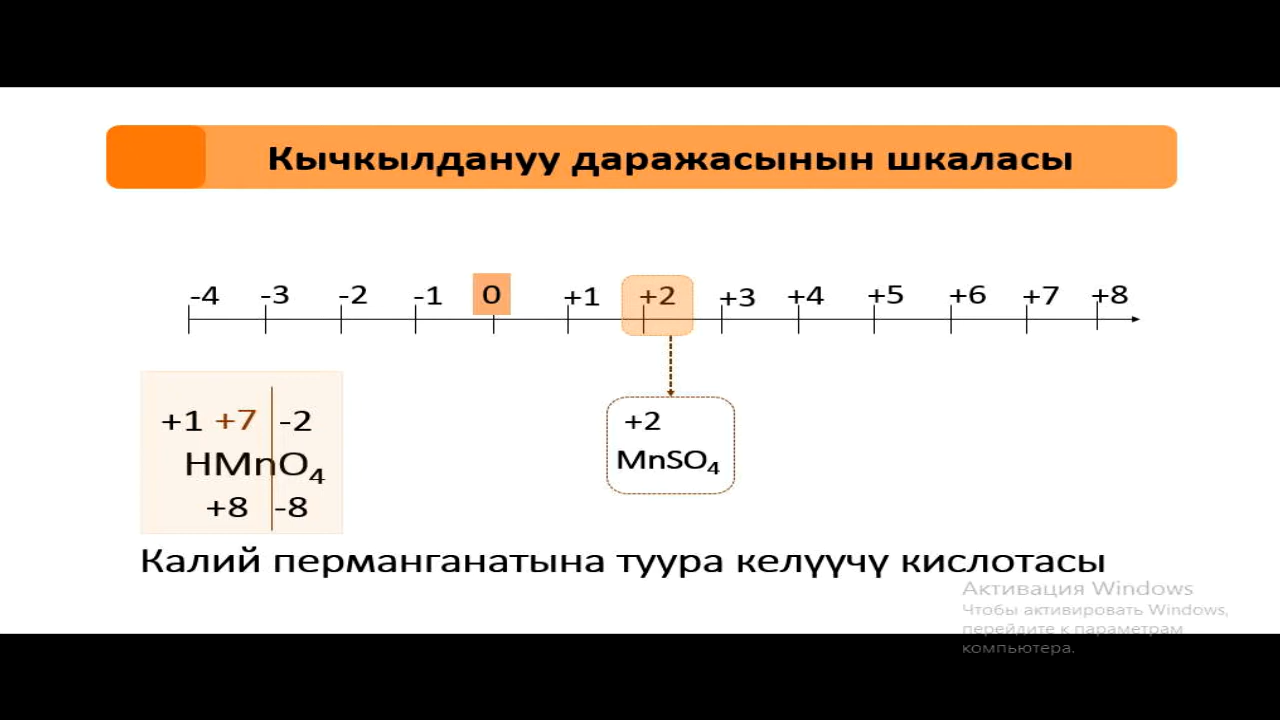 Кычкылдануу даражасынын шкаласы
-4 -3 -2 -1 0 +1 +2 +3 +4 +5 +6 +7 +8
+1 +7 -2
HMnO₄
+8 -8
+2
MnSO₄
Калий перманганатына туура келүүчү кислотасы
Активация Windows
Чтобы активировать Windows,
перейдите к параметрам
компьютера.